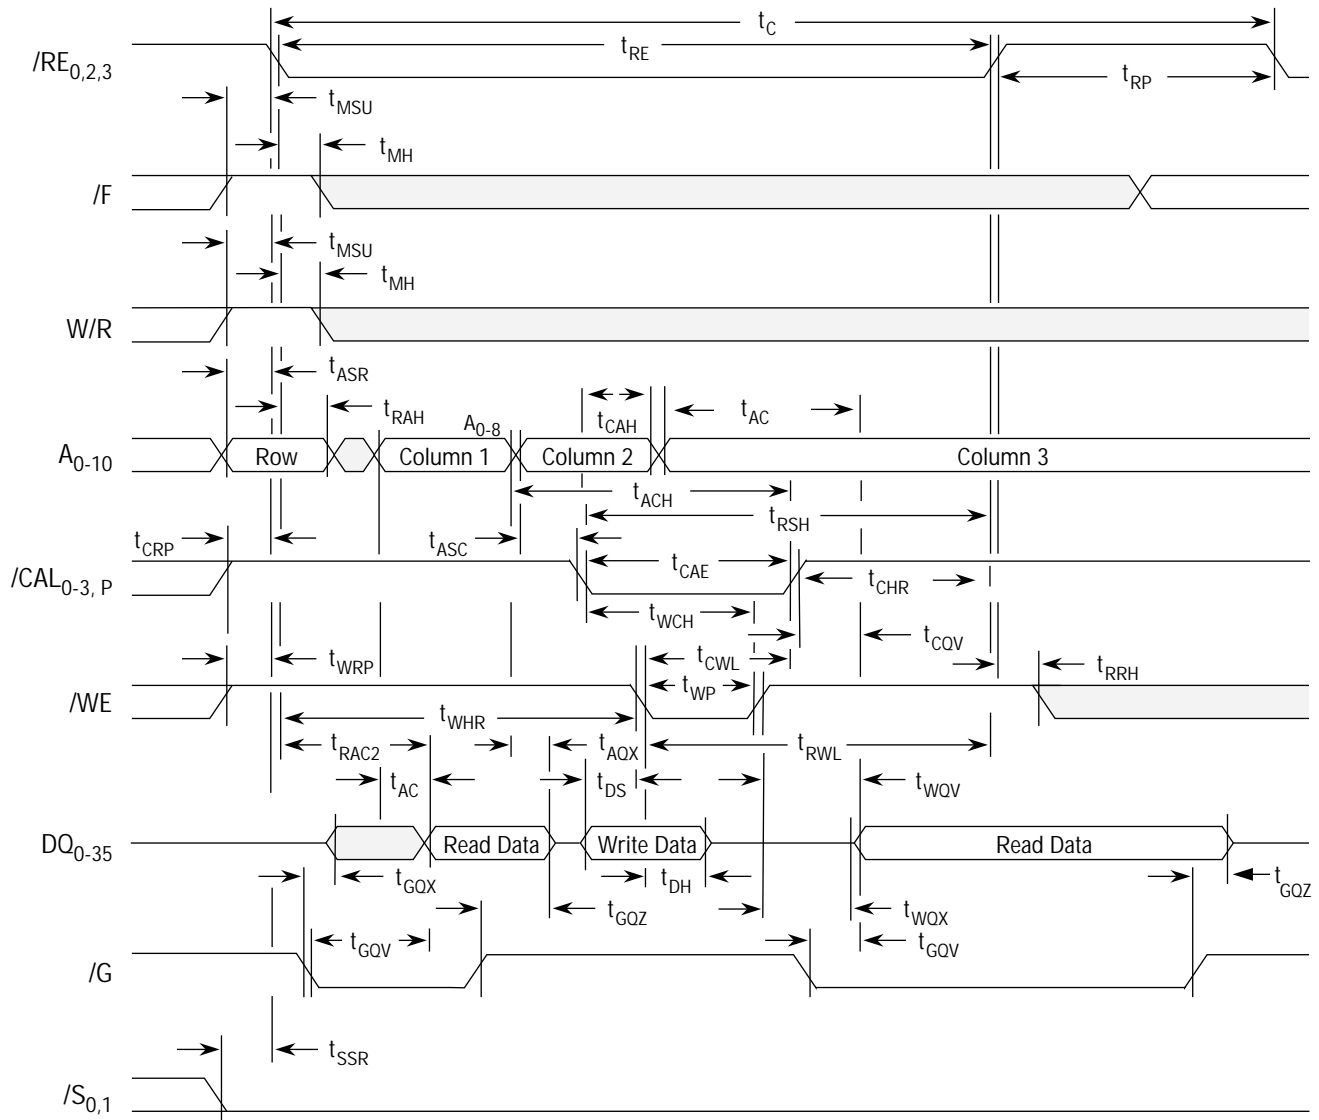 tC
/RE0,2,3
tRE
tRP
tMSU
tMH
/F
tMSU
tMH
W/R
tASR
tRAH
A0-8
tCAH
tAC
A0-10
Row
Column 1
Column 2
Column 3
tACH
tRSH
tCRP
tASC
/CAL0-3, P
tCAE
tCHR
tWCH
tCQV
tWRP
tCWL
tRRH
/WE
tWP
tWHR
tRAC2
tAQX
tRWL
tAC
tDS
tWQV
DQ0-35
Read Data
Write Data
Read Data
tGQX
tDH
tGQZ
tGQZ
tWQX
tGQV
tGQV
/G
tSSR
/S0,1